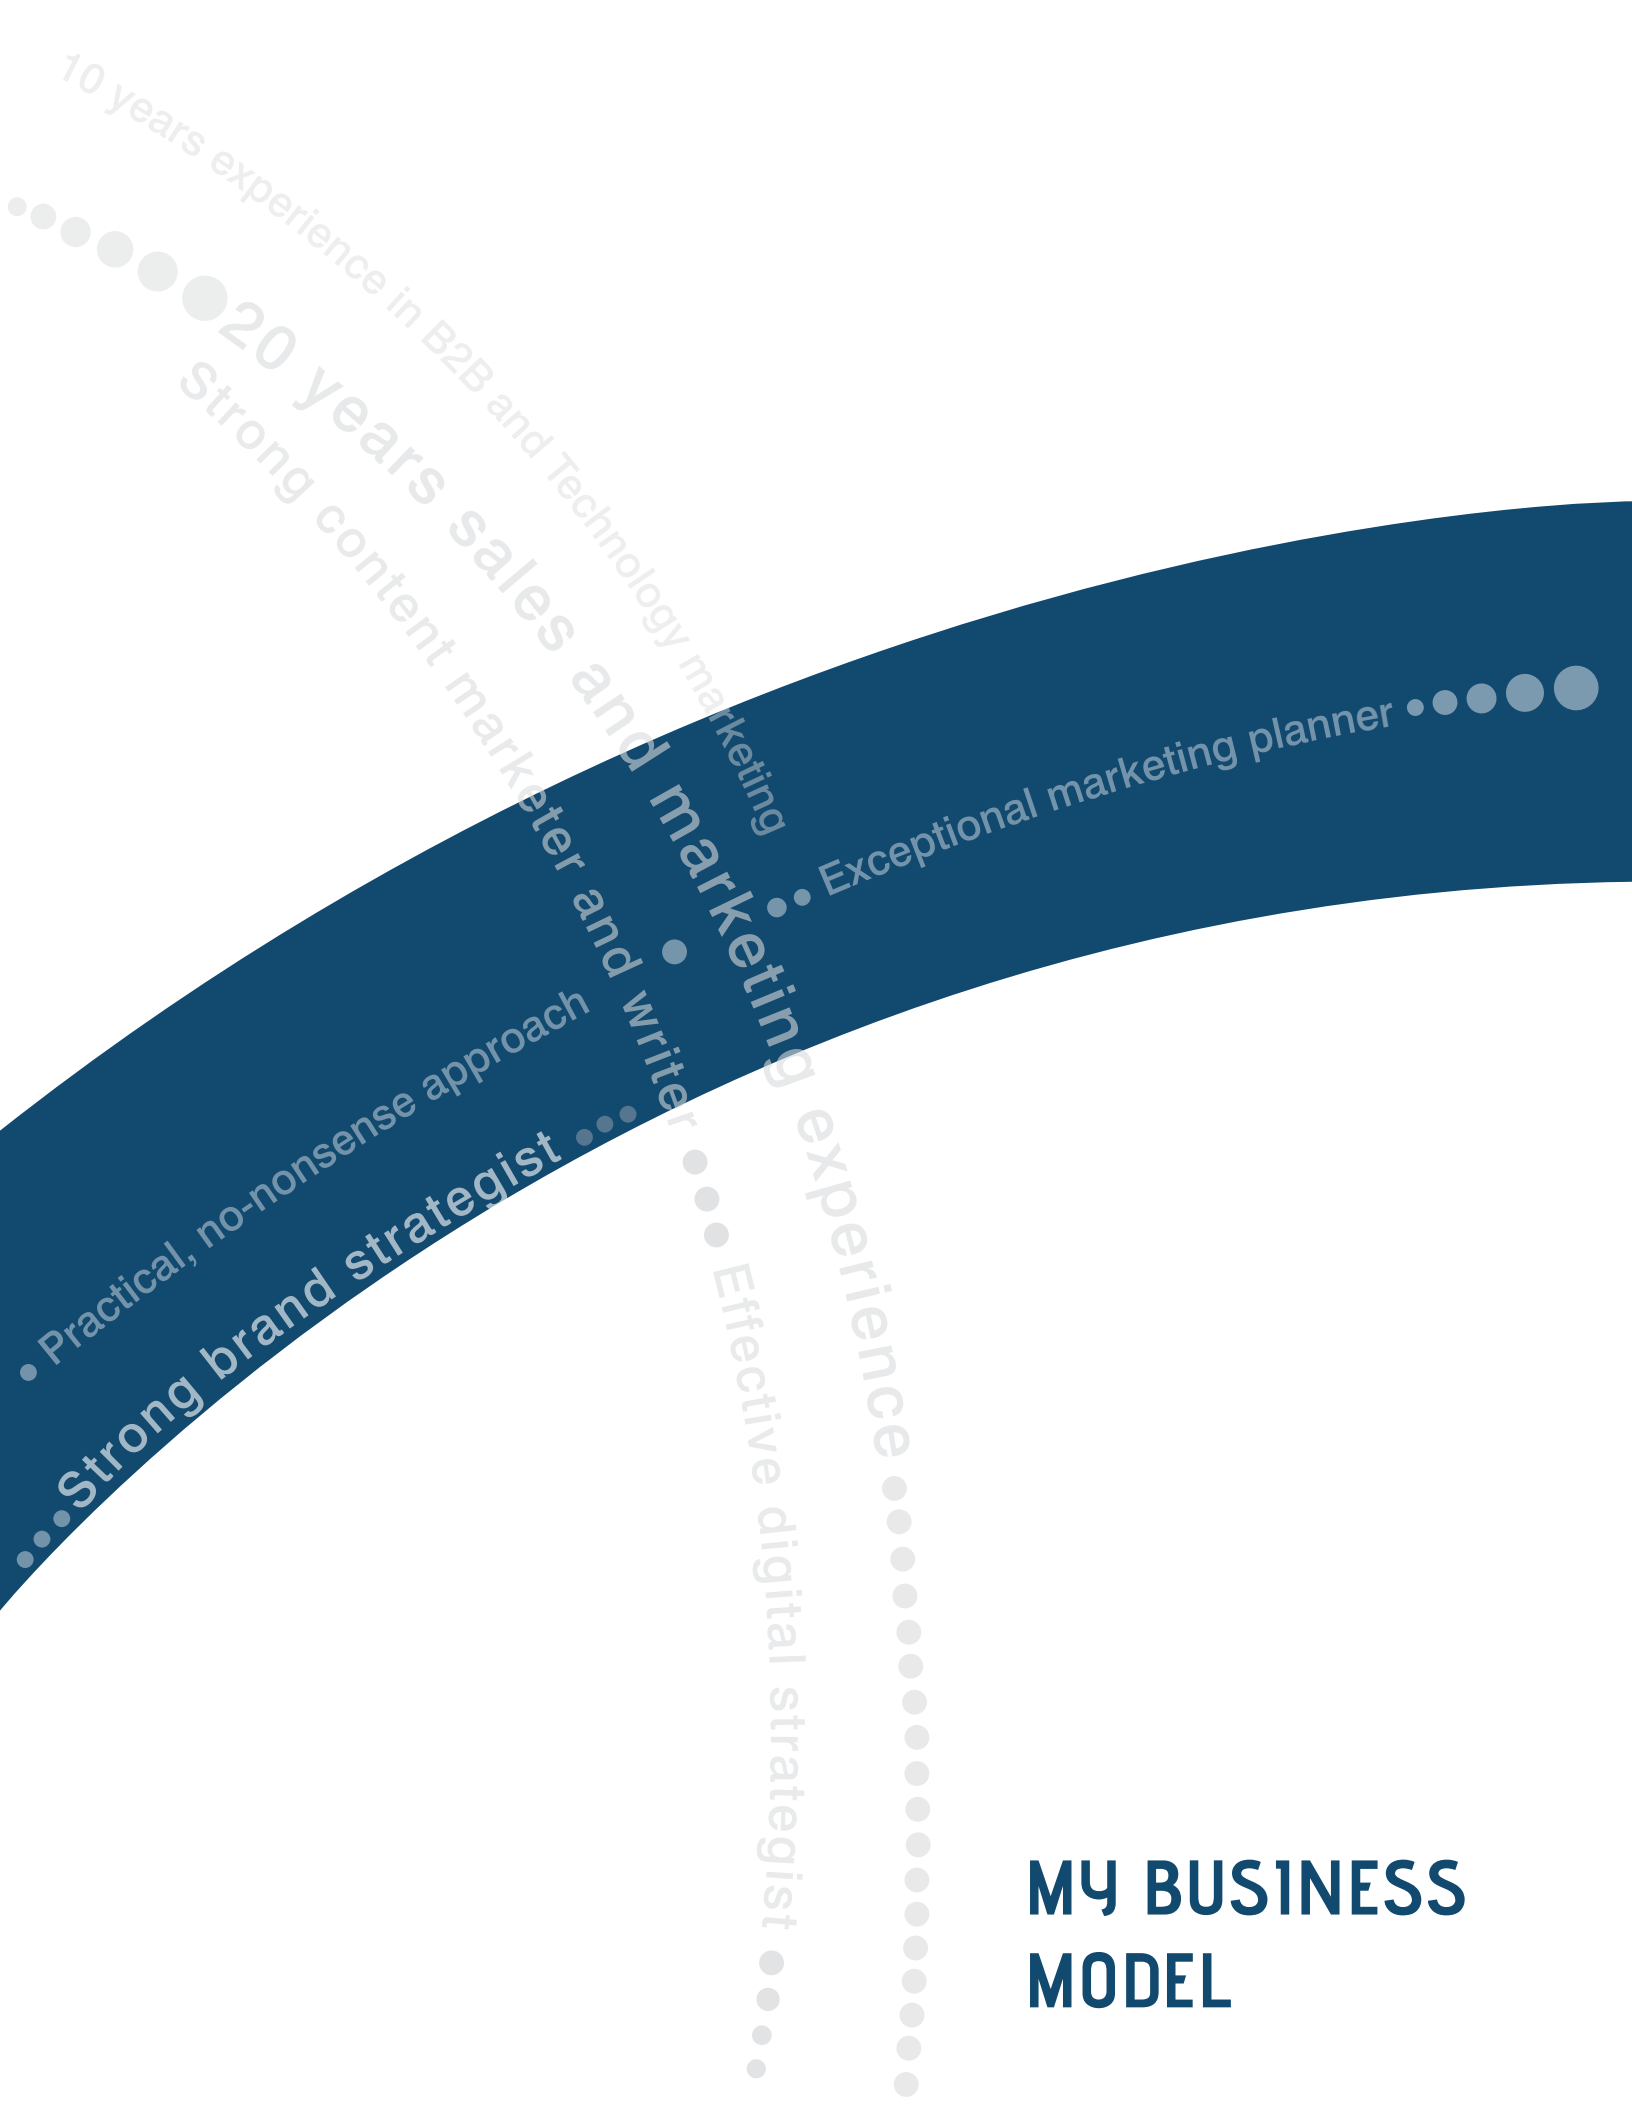 10 years experience in B2B and Technology marketing
20 years sales and marketing experience
Strong content marketer and writer
Effective digital strategist
Exceptional marketing planner
Practical, no-nonsense approach
Strong brand strategist
MY BUSINESS
MODEL